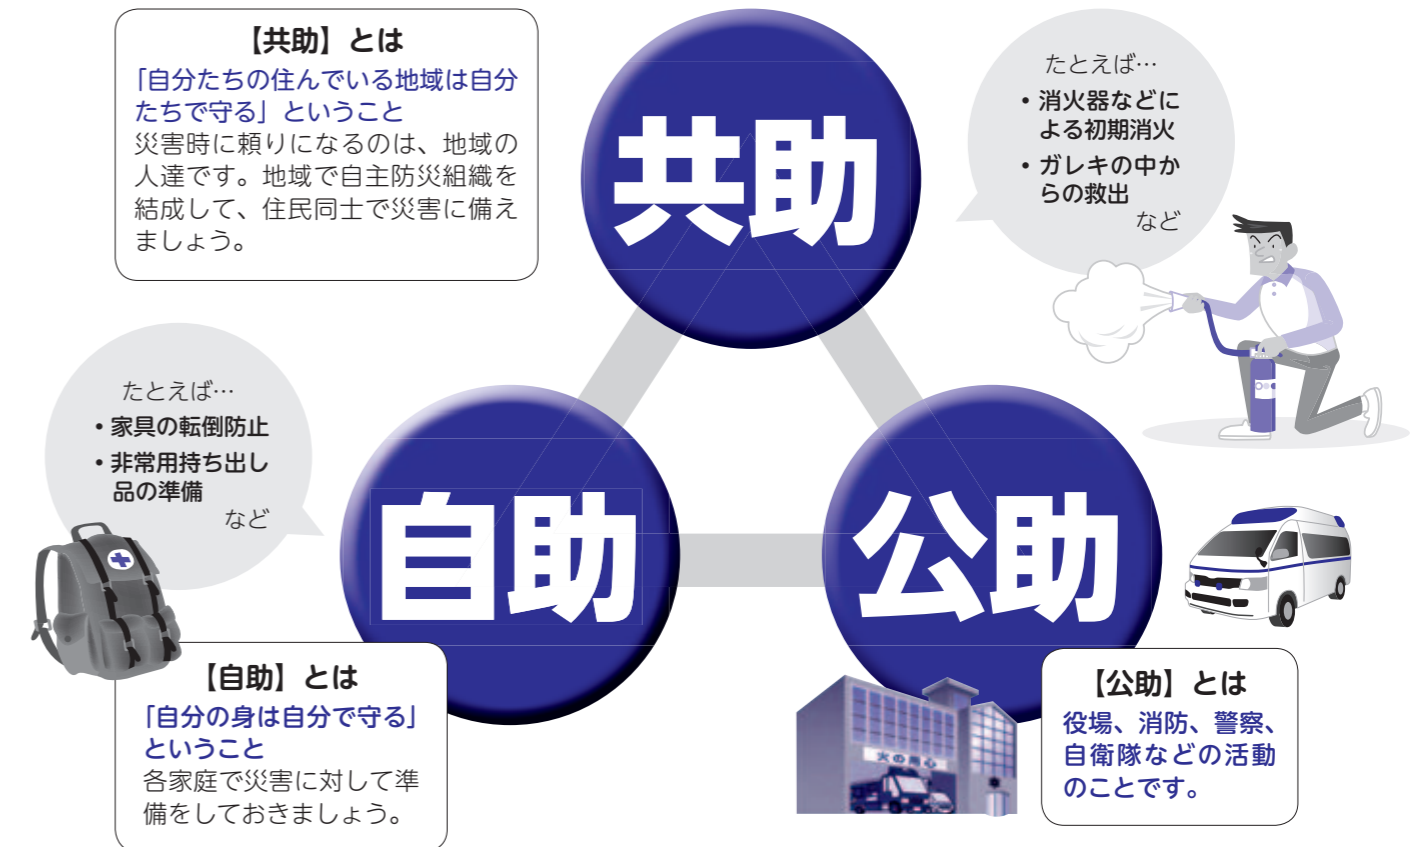 【共助】とは
「自分たちの住んでいる地域は自分
たちで守る」ということ
災害時に頼りになるのは、地域の
人達です。地域で自主防災組織を
結成して、住民同士で災害に備え
ましょう。
共助
たとえば…
・消火器などに
よる初期消火
・ガレキの中か
らの救出
など
たとえば…
・家具の転倒防止
・非常用持ち出し
品の準備
など
自助
公助
【自助】とは
「自分の身は自分で守る」
ということ
各家庭で災害に対して準
備をしておきましょう。
火の用心
【公助】とは
役場、消防、警察、
自衛隊などの活動
のことです。